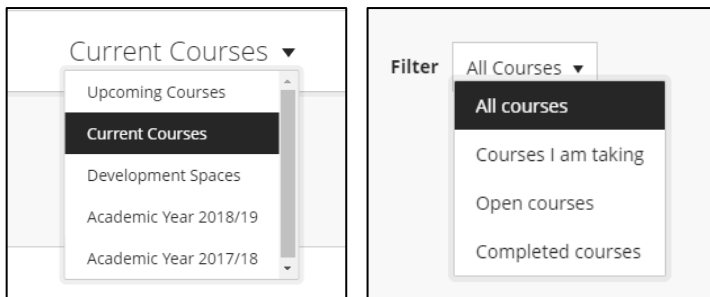 Current Courses
Upcoming Courses
Current Courses
Development Spaces
Academic Year 2018/19
Academic Year 2017/18
Filter All Courses
All courses
Courses I am taking
Open courses
Completed courses